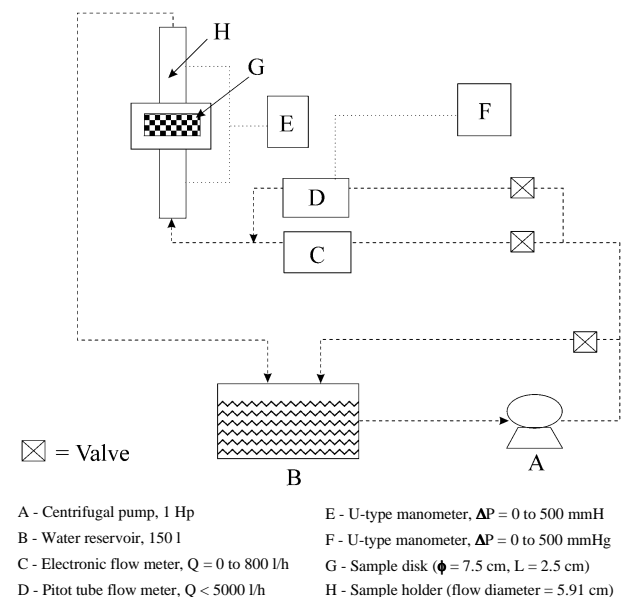 H
G
E
F
D
C
B
A
= Valve
A - Centrifugal pump, 1 Hp
B - Water reservoir, 150 l
C - Electronic flow meter, Q = 0 to 800 l/h
D - Pitot tube flow meter, Q < 5000 l/h
E - U-type manometer, ΔP = 0 to 500 mmH
F - U-type manometer, ΔP = 0 to 500 mmHg
G - Sample disk (ϕ = 7.5 cm, L = 2.5 cm)
H - Sample holder (flow diameter = 5.91 cm)